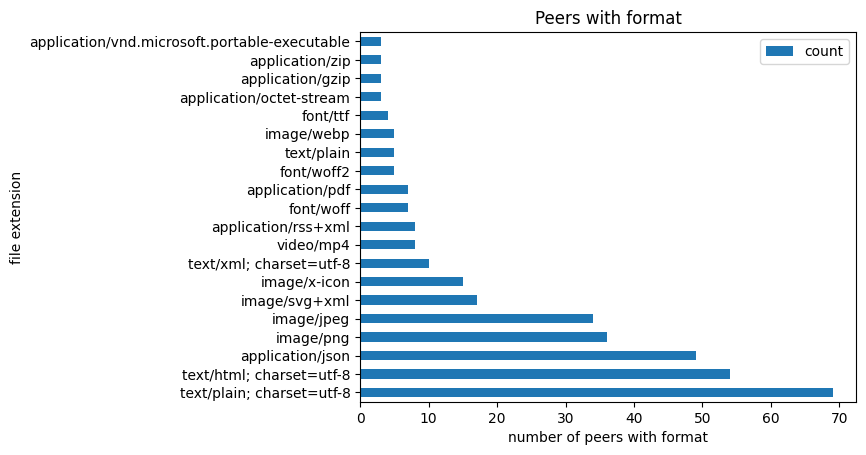 Peers with format
count
file extension
application/vnd.microsoft.portable-executable
application/zip
application/gzip
application/octet-stream
font/ttf
image/webp
text/plain
font/woff2
application/pdf
font/woff
application/rss+xml
video/mp4
text/xml; charset=utf-8
image/x-icon
image/svg+xml
image/jpeg
image/png
application/json
text/html; charset=utf-8
text/plain; charset=utf-8
0 10 20 30 40 50 60 70
number of peers with format